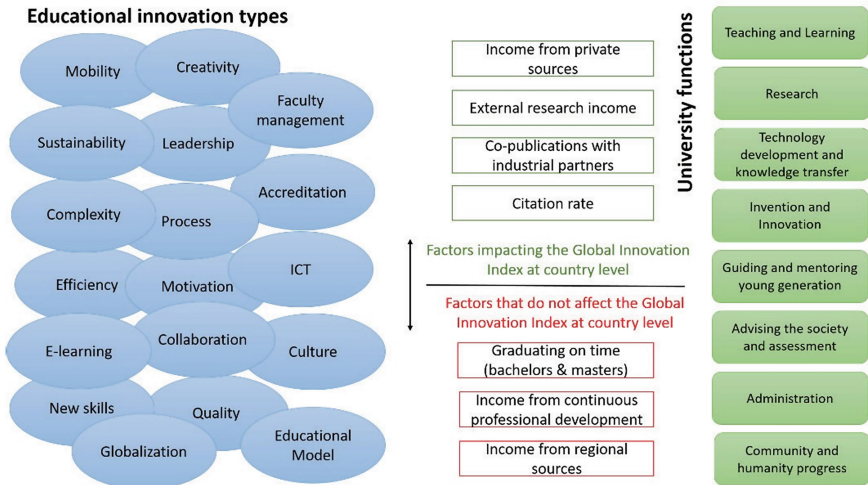 Educational innovation types
Mobility
Creativity
Faculty
management
Sustainability
Leadership
Accreditation
Complexity
Process
ICT
Efficiency
Motivation
Collaboration
E-learning
Culture
New skills
Quality
Globalization
Educational
Model
Income from private
sources
External research income
Co-publications with
industrial partners
Citation rate
Factors impacting the Global Innovation
Index at country level
Factors that do not affect the Global
Innovation Index at country level
Graduating on time
(bachelors & masters)
Income from continuous
professional development
Income from regional
sources
University functions
Teaching and Learning
Research
Technology
development and
knowledge transfer
Invention and
Innovation
Guiding and mentoring
young generation
Advising the society
and assessment
Administration
Community and
humanity progress